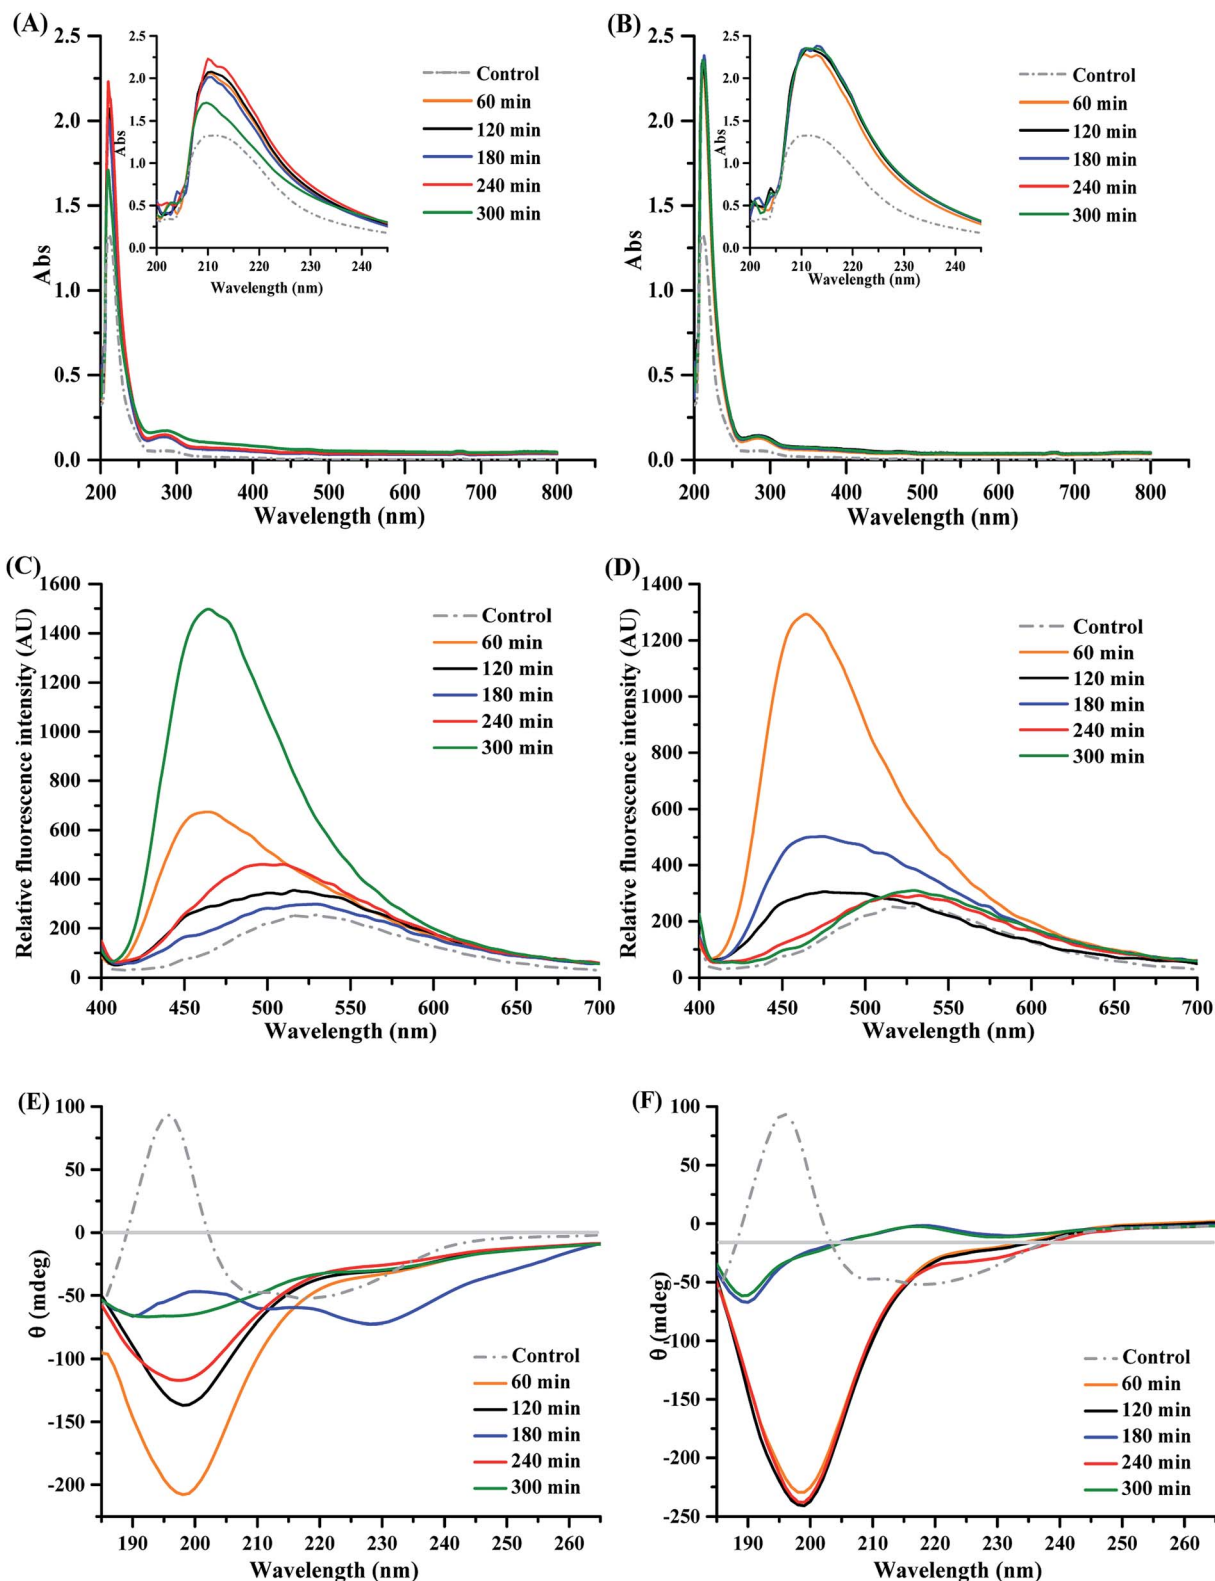 (A)
2.5
2.0
1.5
1.0
0.5
0.0
Abs
200 300 400 500 600 700 800
Wavelength (nm)
2.5
2.0
1.5
1.0
0.5
0.0
Abs
200 210 220 230 240
Wavelength (nm)
Control
60 min
120 min
180 min
240 min
300 min
(B)
2.5
2.0
1.5
1.0
0.5
0.0
Abs
200 300 400 500 600 700 800
Wavelength (nm)
2.5
2.0
1.5
1.0
0.5
0.0
Abs
200 210 220 230 240
Wavelength (nm)
Control
60 min
120 min
180 min
240 min
300 min
(C)
1600
1400
1200
1000
800
600
400
200
0
Relative fluorescence intensity (AU)
400 450 500 550 600 650 700
Wavelength (nm)
Control
60 min
120 min
180 min
240 min
300 min
(D)
1400
1200
1000
800
600
400
200
0
Relative fluorescence intensity (AU)
400 450 500 550 600 650 700
Wavelength (nm)
Control
60 min
120 min
180 min
240 min
300 min
(E)
100
50
0
-50
-100
-150
-200
θ (mdeg)
190 200 210 220 230 240 250 260
Wavelength (nm)
Control
60 min
120 min
180 min
240 min
300 min
(F)
100
50
0
-50
-100
-150
-200
-250
θ (mdeg)
190 200 210 220 230 240 250 260
Wavelength (nm)
Control
60 min
120 min
180 min
240 min
300 min